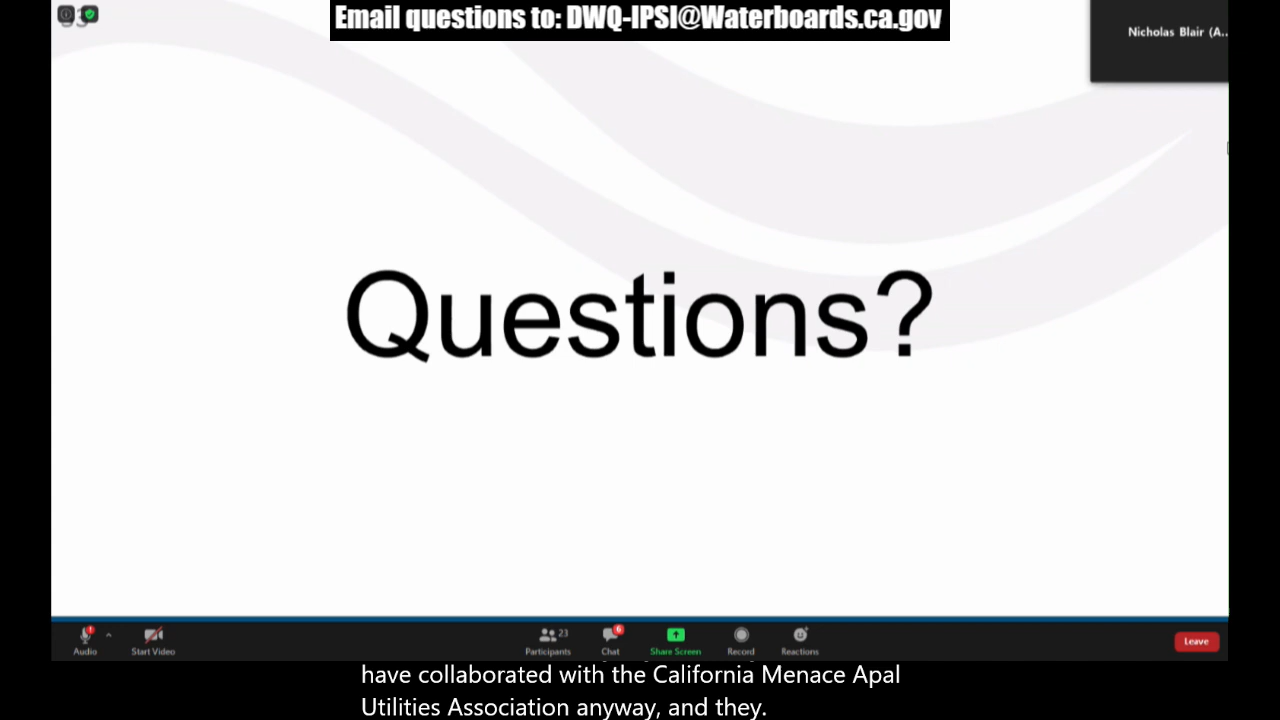 Email questions to: DWQ-IPSI@Waterboards.ca.gov
Nicholas Blair (A...
Questions?
Audio
Start Video
23
Participants
6
Chat
Share Screen
Record
Reactions
Leave
have collaborated with the California Menace Apal
Utilities Association anyway, and they.